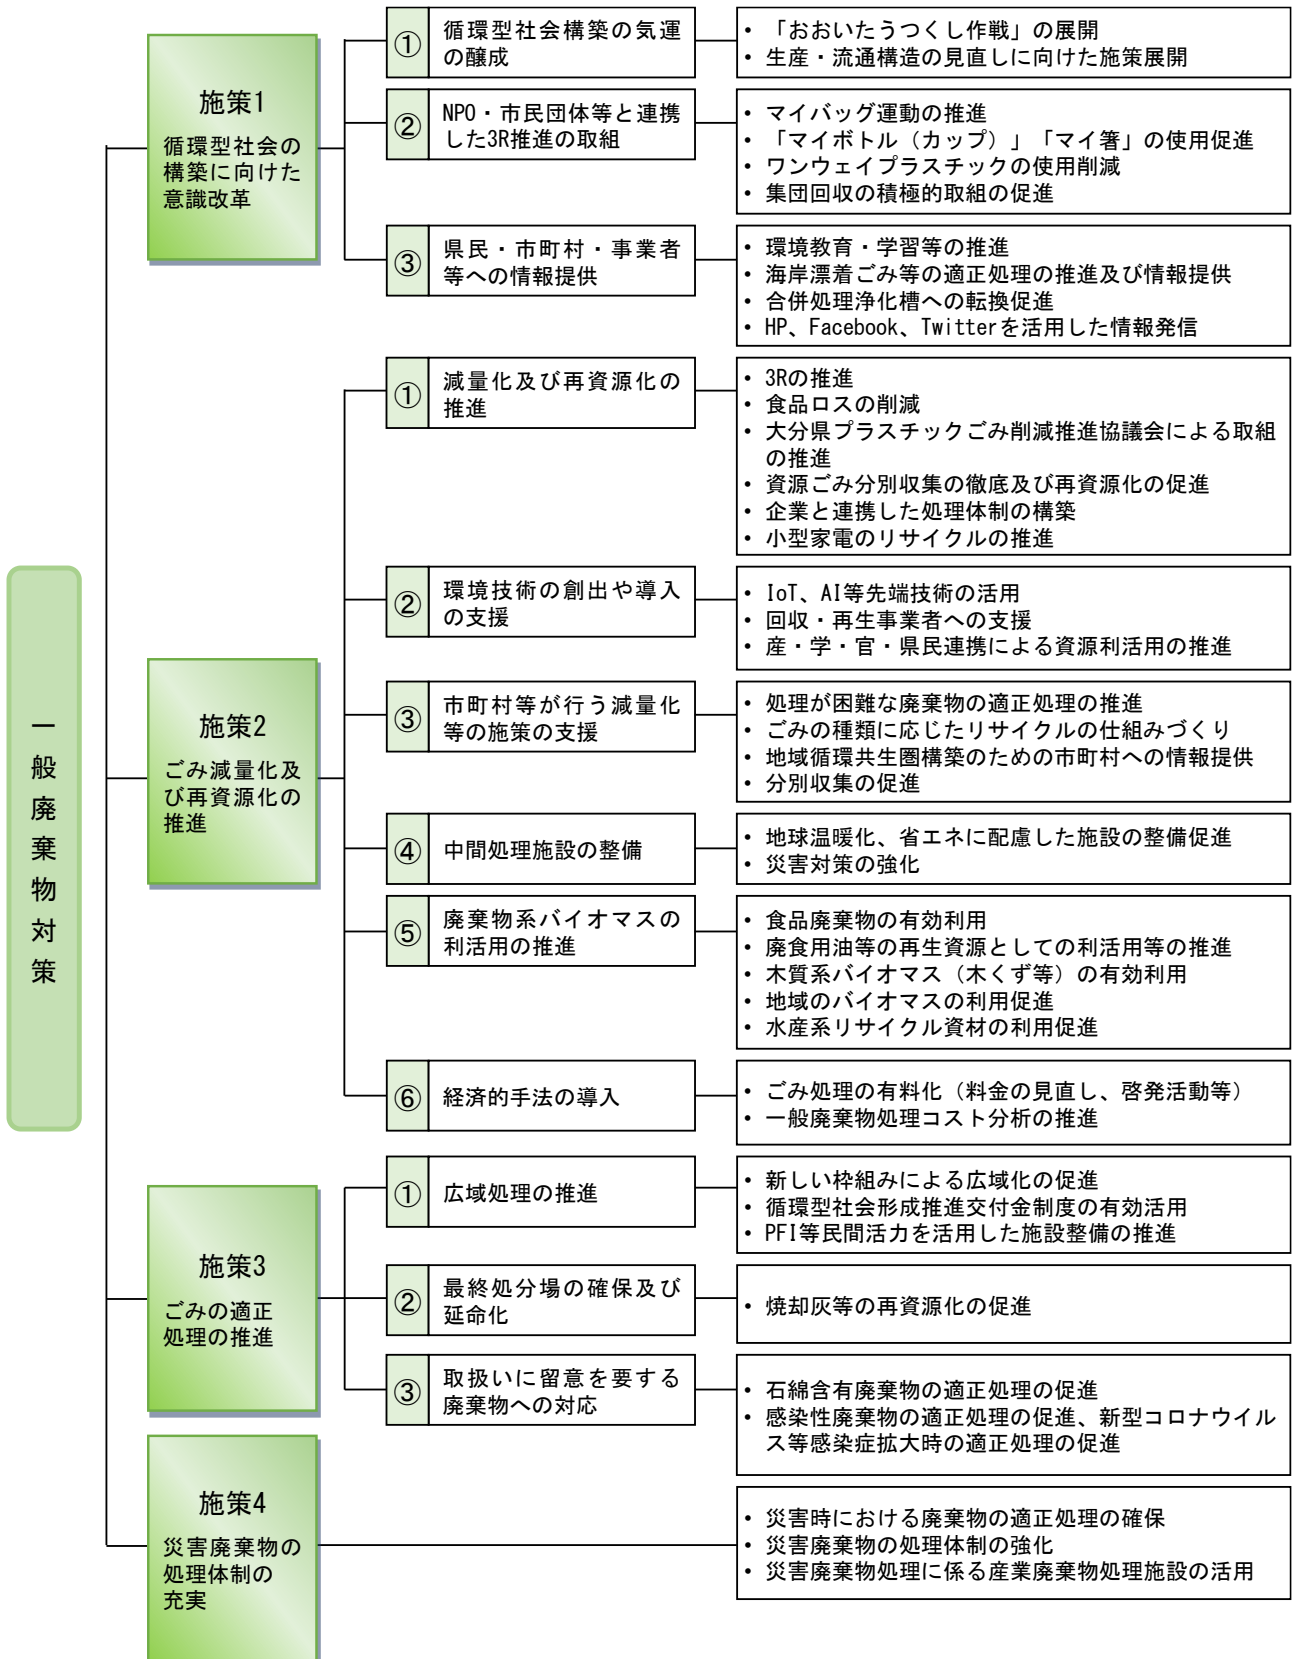 一般廃棄物対策
施策1
循環型社会の
構築に向けた
意識改革
①
循環型社会構築の気運
の醸成
・「おおいたうつくし作戦」の展開
・生産・流通構造の見直しに向けた施策展開
②
NPO・市民団体等と連携
した3R推進の取組
・マイバッグ運動の推進
・「マイボトル（カップ）」「マイ箸」の使用促進
・ワンウェイプラスチックの使用削減
・集団回収の積極的取組の促進
③
県民・市町村・事業者
等への情報提供
・環境教育・学習等の推進
・海岸漂着ごみ等の適正処理の推進及び情報提供
・合併処理浄化槽への転換促進
・HP、Facebook、Twitterを活用した情報発信
施策2
ごみ減量化及
び再資源化の
推進
①
減量化及び再資源化の
推進
・3Rの推進
・食品ロスの削減
・大分県プラスチックごみ削減推進協議会による取組
の推進
・資源ごみ分別収集の徹底及び再資源化の促進
・企業と連携した処理体制の構築
・小型家電のリサイクルの推進
②
環境技術の創出や導入
の支援
・IoT、AI等先端技術の活用
・回収・再生事業者への支援
・産・学・官・県民連携による資源利活用の推進
③
市町村等が行う減量化
等の施策の支援
・処理が困難な廃棄物の適正処理の推進
・ごみの種類に応じたリサイクルの仕組みづくり
・地域循環共生圏構築のための市町村への情報提供
・分別収集の促進
④
中間処理施設の整備
・地球温暖化、省エネに配慮した施設の整備促進
・災害対策の強化
⑤
廃棄物系バイオマスの
利活用の推進
・食品廃棄物の有効利用
・廃食用油等の再生資源としての利活用等の推進
・木質系バイオマス（木くず等）の有効利用
・地域のバイオマスの利用促進
・水産系リサイクル資材の利用促進
⑥
経済的手法の導入
・ごみ処理の有料化（料金の見直し、啓発活動等）
・一般廃棄物処理コスト分析の推進
施策3
ごみの適正
処理の推進
①
広域処理の推進
・新しい枠組みによる広域化の促進
・循環型社会形成推進交付金制度の有効活用
・PFI等民間活力を活用した施設整備の推進
②
最終処分場の確保及び
延命化
・焼却灰等の再資源化の促進
③
取扱いに留意を要する
廃棄物への対応
・石綿含有廃棄物の適正処理の促進
・感染性廃棄物の適正処理の促進、新型コロナウイル
ス等感染症拡大時の適正処理の促進
施策4
災害廃棄物の
処理体制の
充実
・災害時における廃棄物の適正処理の確保
・災害廃棄物の処理体制の強化
・災害廃棄物処理に係る産業廃棄物処理施設の活用